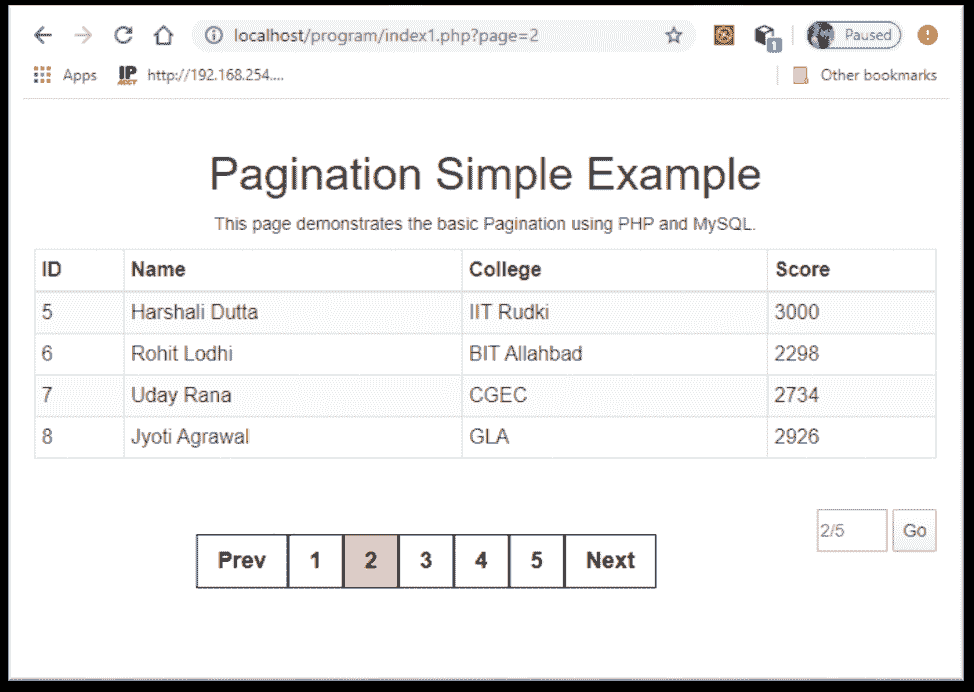 localhost/program/index1.php?page=2 Paused !
1
Apps IP ACCT http://192.168.254.... Other bookmarks
Pagination Simple Example
This page demonstrates the basic Pagination using PHP and MySQL.
ID Name College Score
5 Harshali Dutta IIT Rudki 3000
6 Rohit Lodhi BIT Allahbad 2298
7 Uday Rana CGEC 2734
8 Jyoti Agrawal GLA 2926
2/5 Go
Prev 1 2 3 4 5 Next